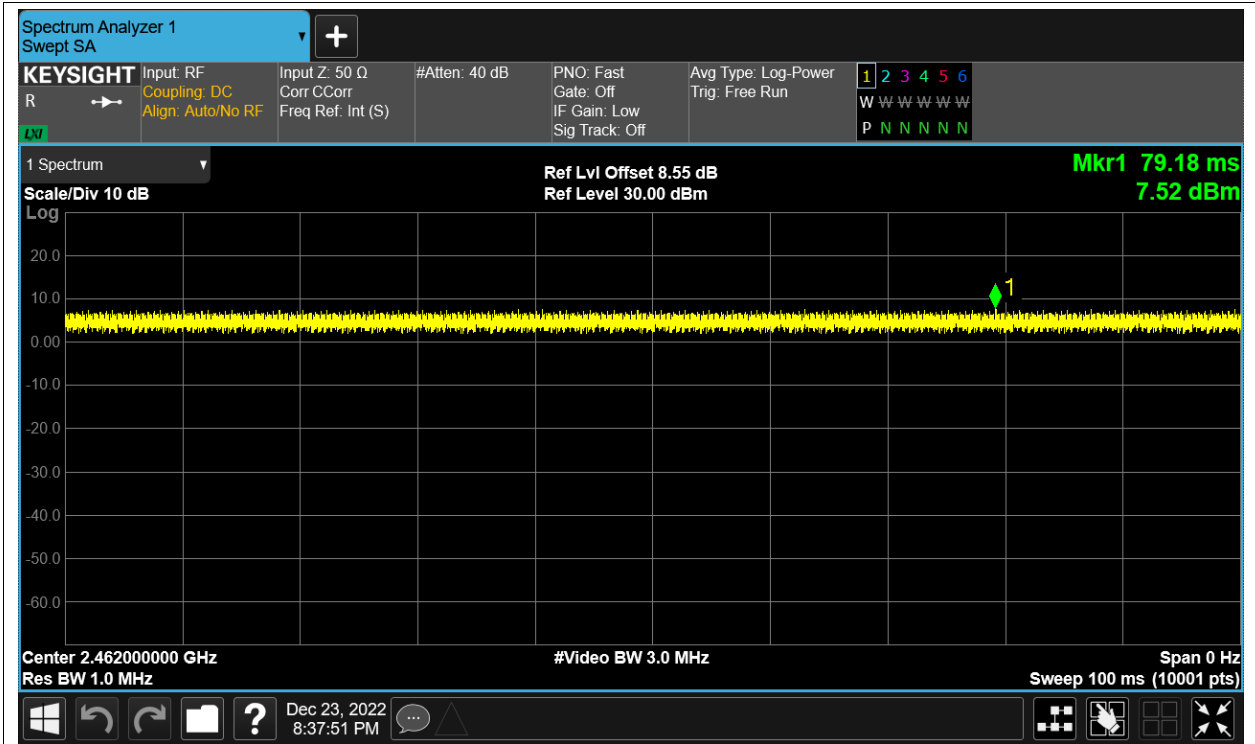 Spectrum Analyzer 1
Swept SA
KEYSIGHT
R
LXI
Input: RF
Coupling: DC
Align: Auto/No RF
Input Z: 50 Ω
Corr CCorr
Freq Ref: Int (S)
#Atten: 40 dB
PNO: Fast
Gate: Off
IF Gain: Low
Sig Track: Off
Avg Type: Log-Power
Trig: Free Run
1 2 3 4 5 6
W W W W W W
P N N N N N
1 Spectrum
Scale/Div 10 dB
Ref Lvl Offset 8.55 dB
Ref Level 30.00 dBm
Mkr1 79.18 ms
7.52 dBm
Log
20.0
10.0
0.00
-10.0
-20.0
-30.0
-40.0
-50.0
-60.0
1
Center 2.462000000 GHz
Res BW 1.0 MHz
#Video BW 3.0 MHz
Span 0 Hz
Sweep 100 ms (10001 pts)
?
Dec 23, 2022
8:37:51 PM